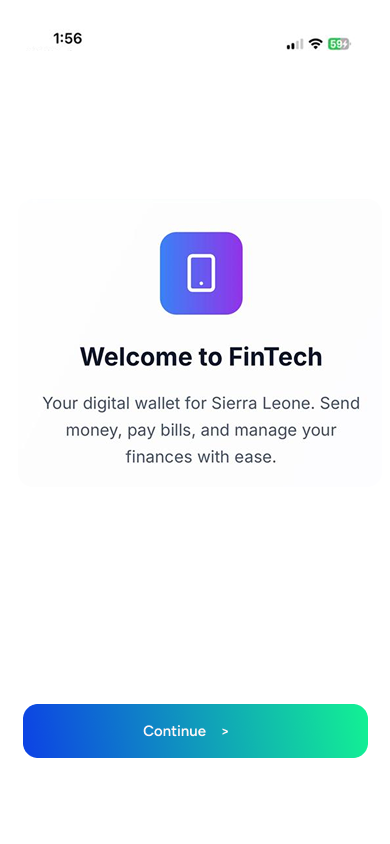 1:56
59
Welcome to FinTech
Your digital wallet for Sierra Leone. Send
money, pay bills, and manage your
finances with ease.
Continue >